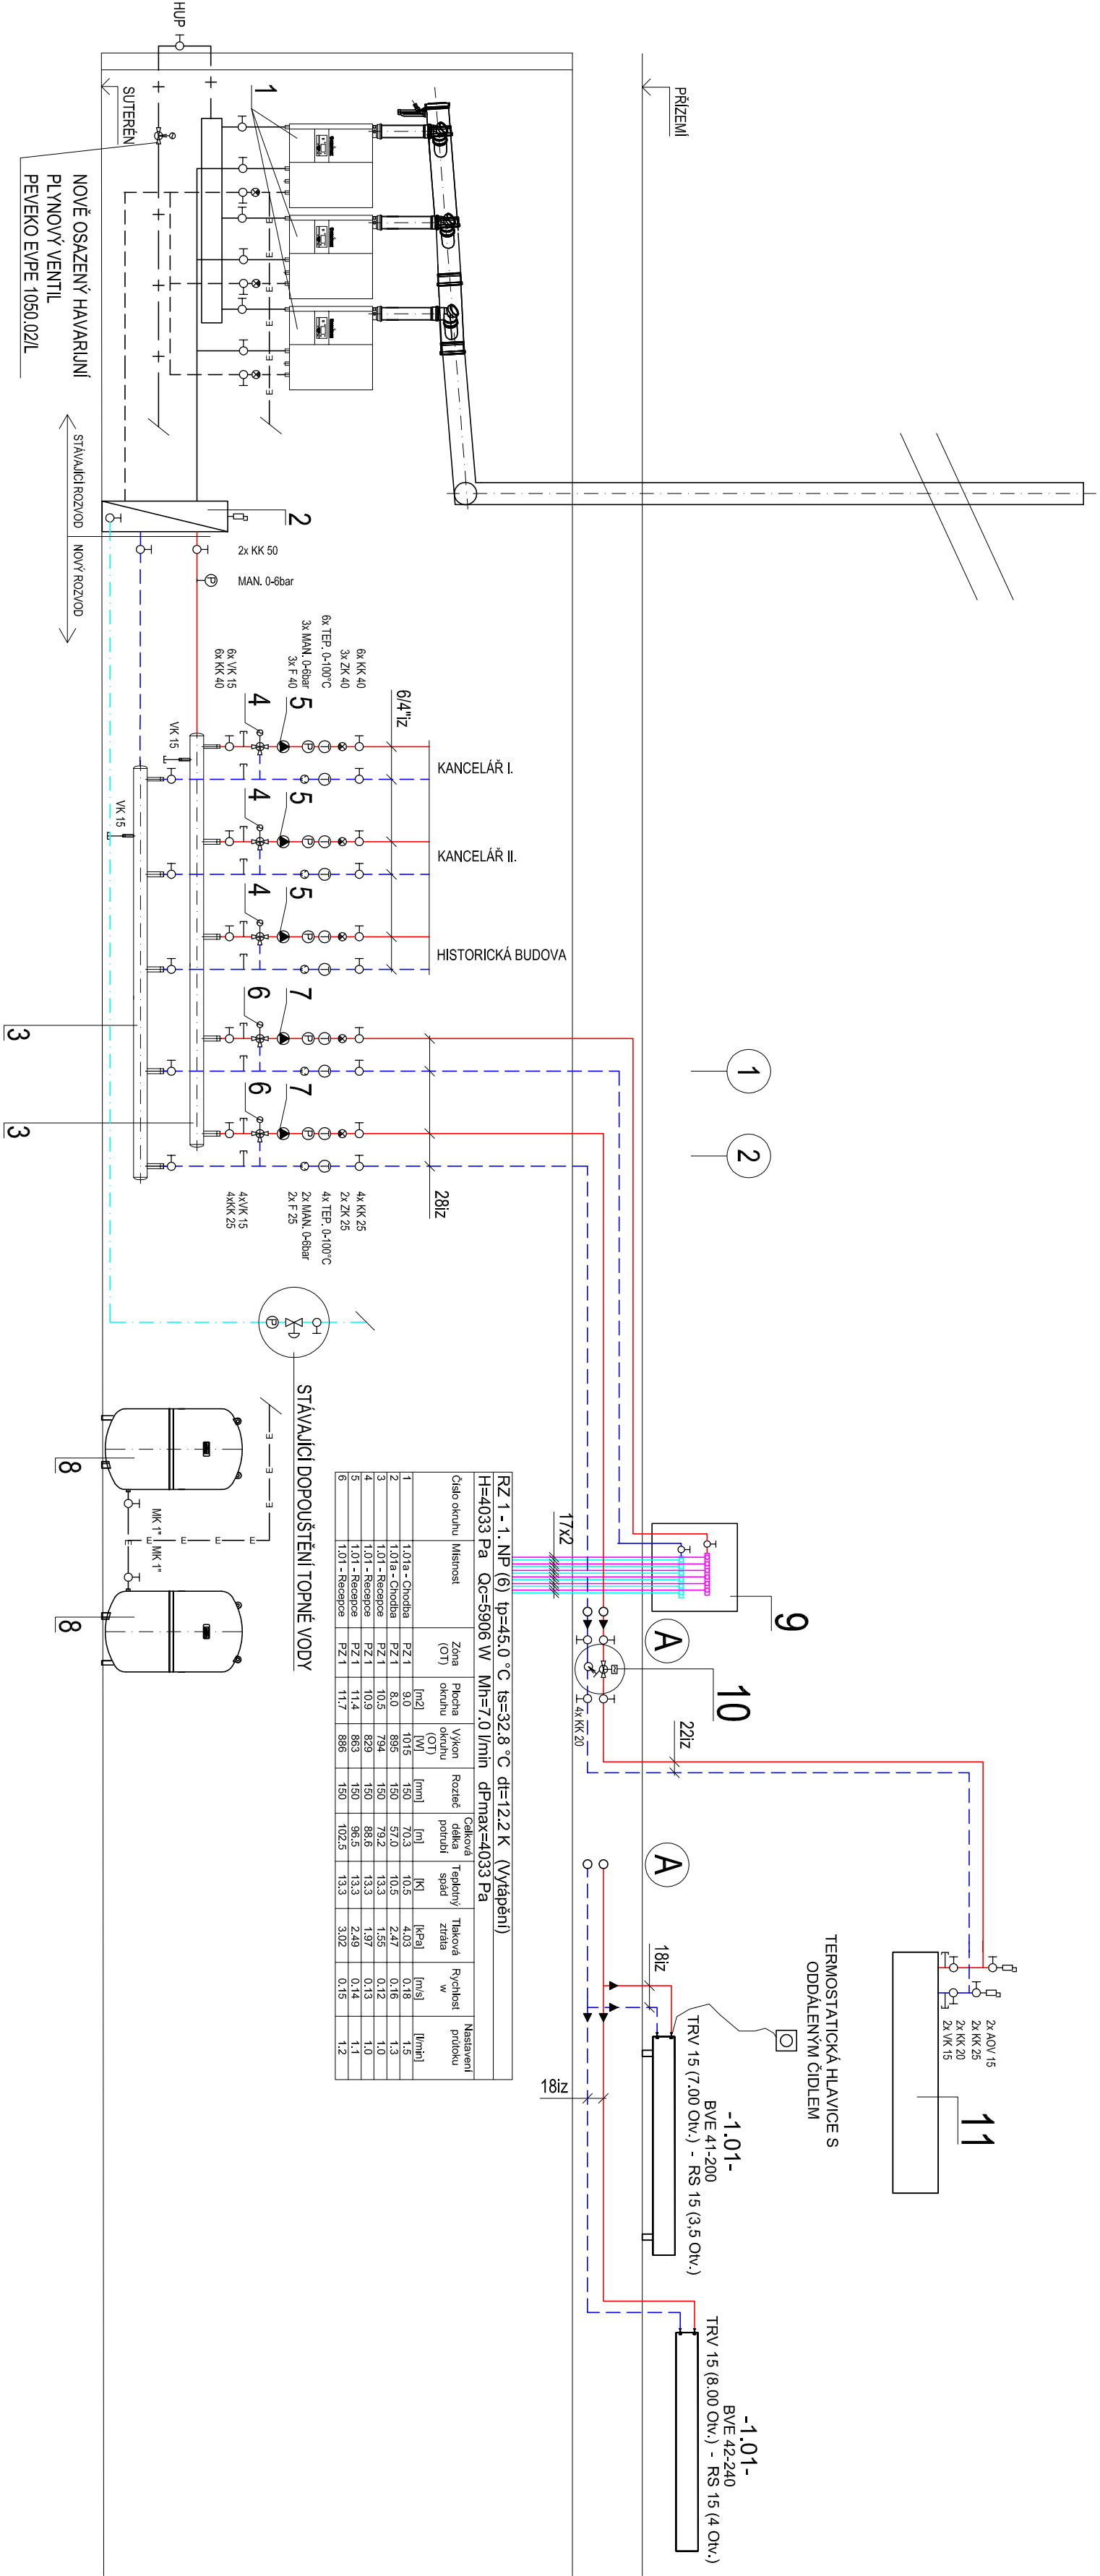 HUP
PŘÍZEMÍ
SUTERÉN
1
NOVĚ OSAZENÝ HAVARIJNÍ
PLYNOVÝ VENTIL
PEVEKO EVPE 1050.02/L
STÁVAJÍCÍ ROZVOD
NOVÝ ROZVOD
2
2x KK 50
MAN. 0-6bar
P
6x KK 40
3x ZK 40
6x TEP. 0-100°C
3x MAN. 0-6bar
3x F 40
6x VK 15
6x KK 40
6/4"iz
4
5
KANCELÁŘ I.
4
5
KANCELÁŘ II.
4
5
HISTORICKÁ BUDOVA
6
7
6
7
VK 15
VK 15
3
3
1
2
28iz
4x KK 25
2x ZK 25
4x TEP. 0-100°C
2x MAN. 0-6bar
2x F 25
4xVK 15
4xKK 25
P
STÁVAJÍCÍ DOPOUŠTĚNÍ TOPNÉ VODY
8
MK 1"
MK 1"
8
E E E E E
RZ 1 - 1. NP (6) tp=45.0 °C ts=32.8 °C dt=12.2 K (Vytápění)
H=4033 Pa Qc=5906 W Mh=7.0 l/min dPmax=4033 Pa
Číslo okruhu Místnost Zóna (OT) Plocha okruhu [m2] Výkon okruhu (OT) [W] Rozteč [mm] Celková délka potrubí [m] Teplotný spád [K] Tlaková ztráta [kPa] Rychlost w [m/s] Nastavení průtoku [l/min]
1 1.01a - Chodba PZ 1 9.0 1015 150 70.3 10.5 4.03 0.18 1.5
2 1.01a - Chodba PZ 1 8.0 895 150 57.0 10.5 2.47 0.16 1.3
3 1.01 - Recepce PZ 1 10.5 794 150 79.2 13.3 1.55 0.12 1.0
4 1.01 - Recepce PZ 1 10.9 829 150 88.6 13.3 1.97 0.13 1.0
5 1.01 - Recepce PZ 1 11.4 863 150 96.5 13.3 2.49 0.14 1.1
6 1.01 - Recepce PZ 1 11.7 886 150 102.5 13.3 3.02 0.15 1.2
17x2
9
A
10
4x KK 20
22iz
A
18iz
18iz
TERMOSTATICKÁ HLAVICE S
ODDÁLENÝM ČIDLEM
2x AOV 15
2x KK 25
2x KK 20
2x VK 15
11
-1.01-
BVE 41-200
TRV 15 (7.00 Otv.) - RS 15 (3,5 Otv.)
-1.01-
BVE 42-240
TRV 15 (8.00 Otv.) - RS 15 (4 Otv.)